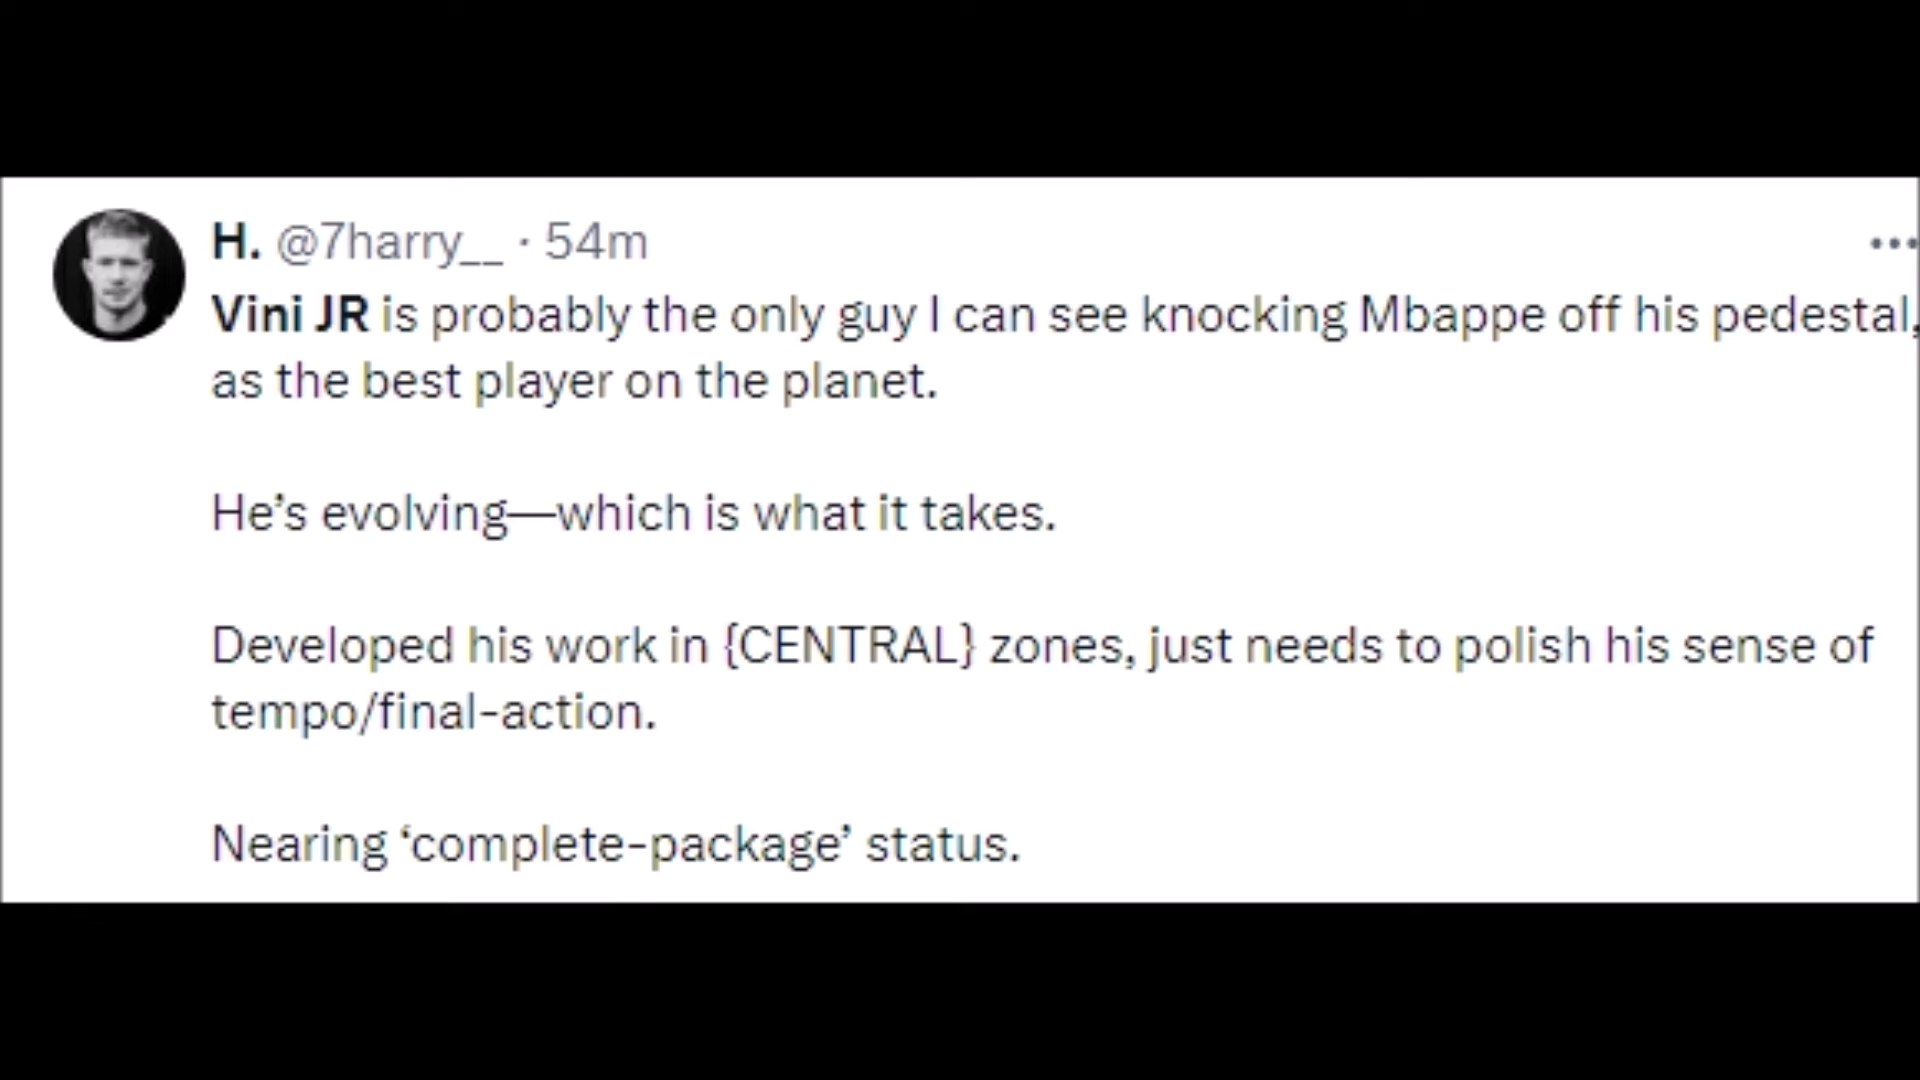 H. @7harry__ · 54m
Vini JR is probably the only guy I can see knocking Mbappe off his pedestal,
as the best player on the planet.
He’s evolving—which is what it takes.
Developed his work in {CENTRAL} zones, just needs to polish his sense of
tempo/final-action.
Nearing ‘complete-package’ status.